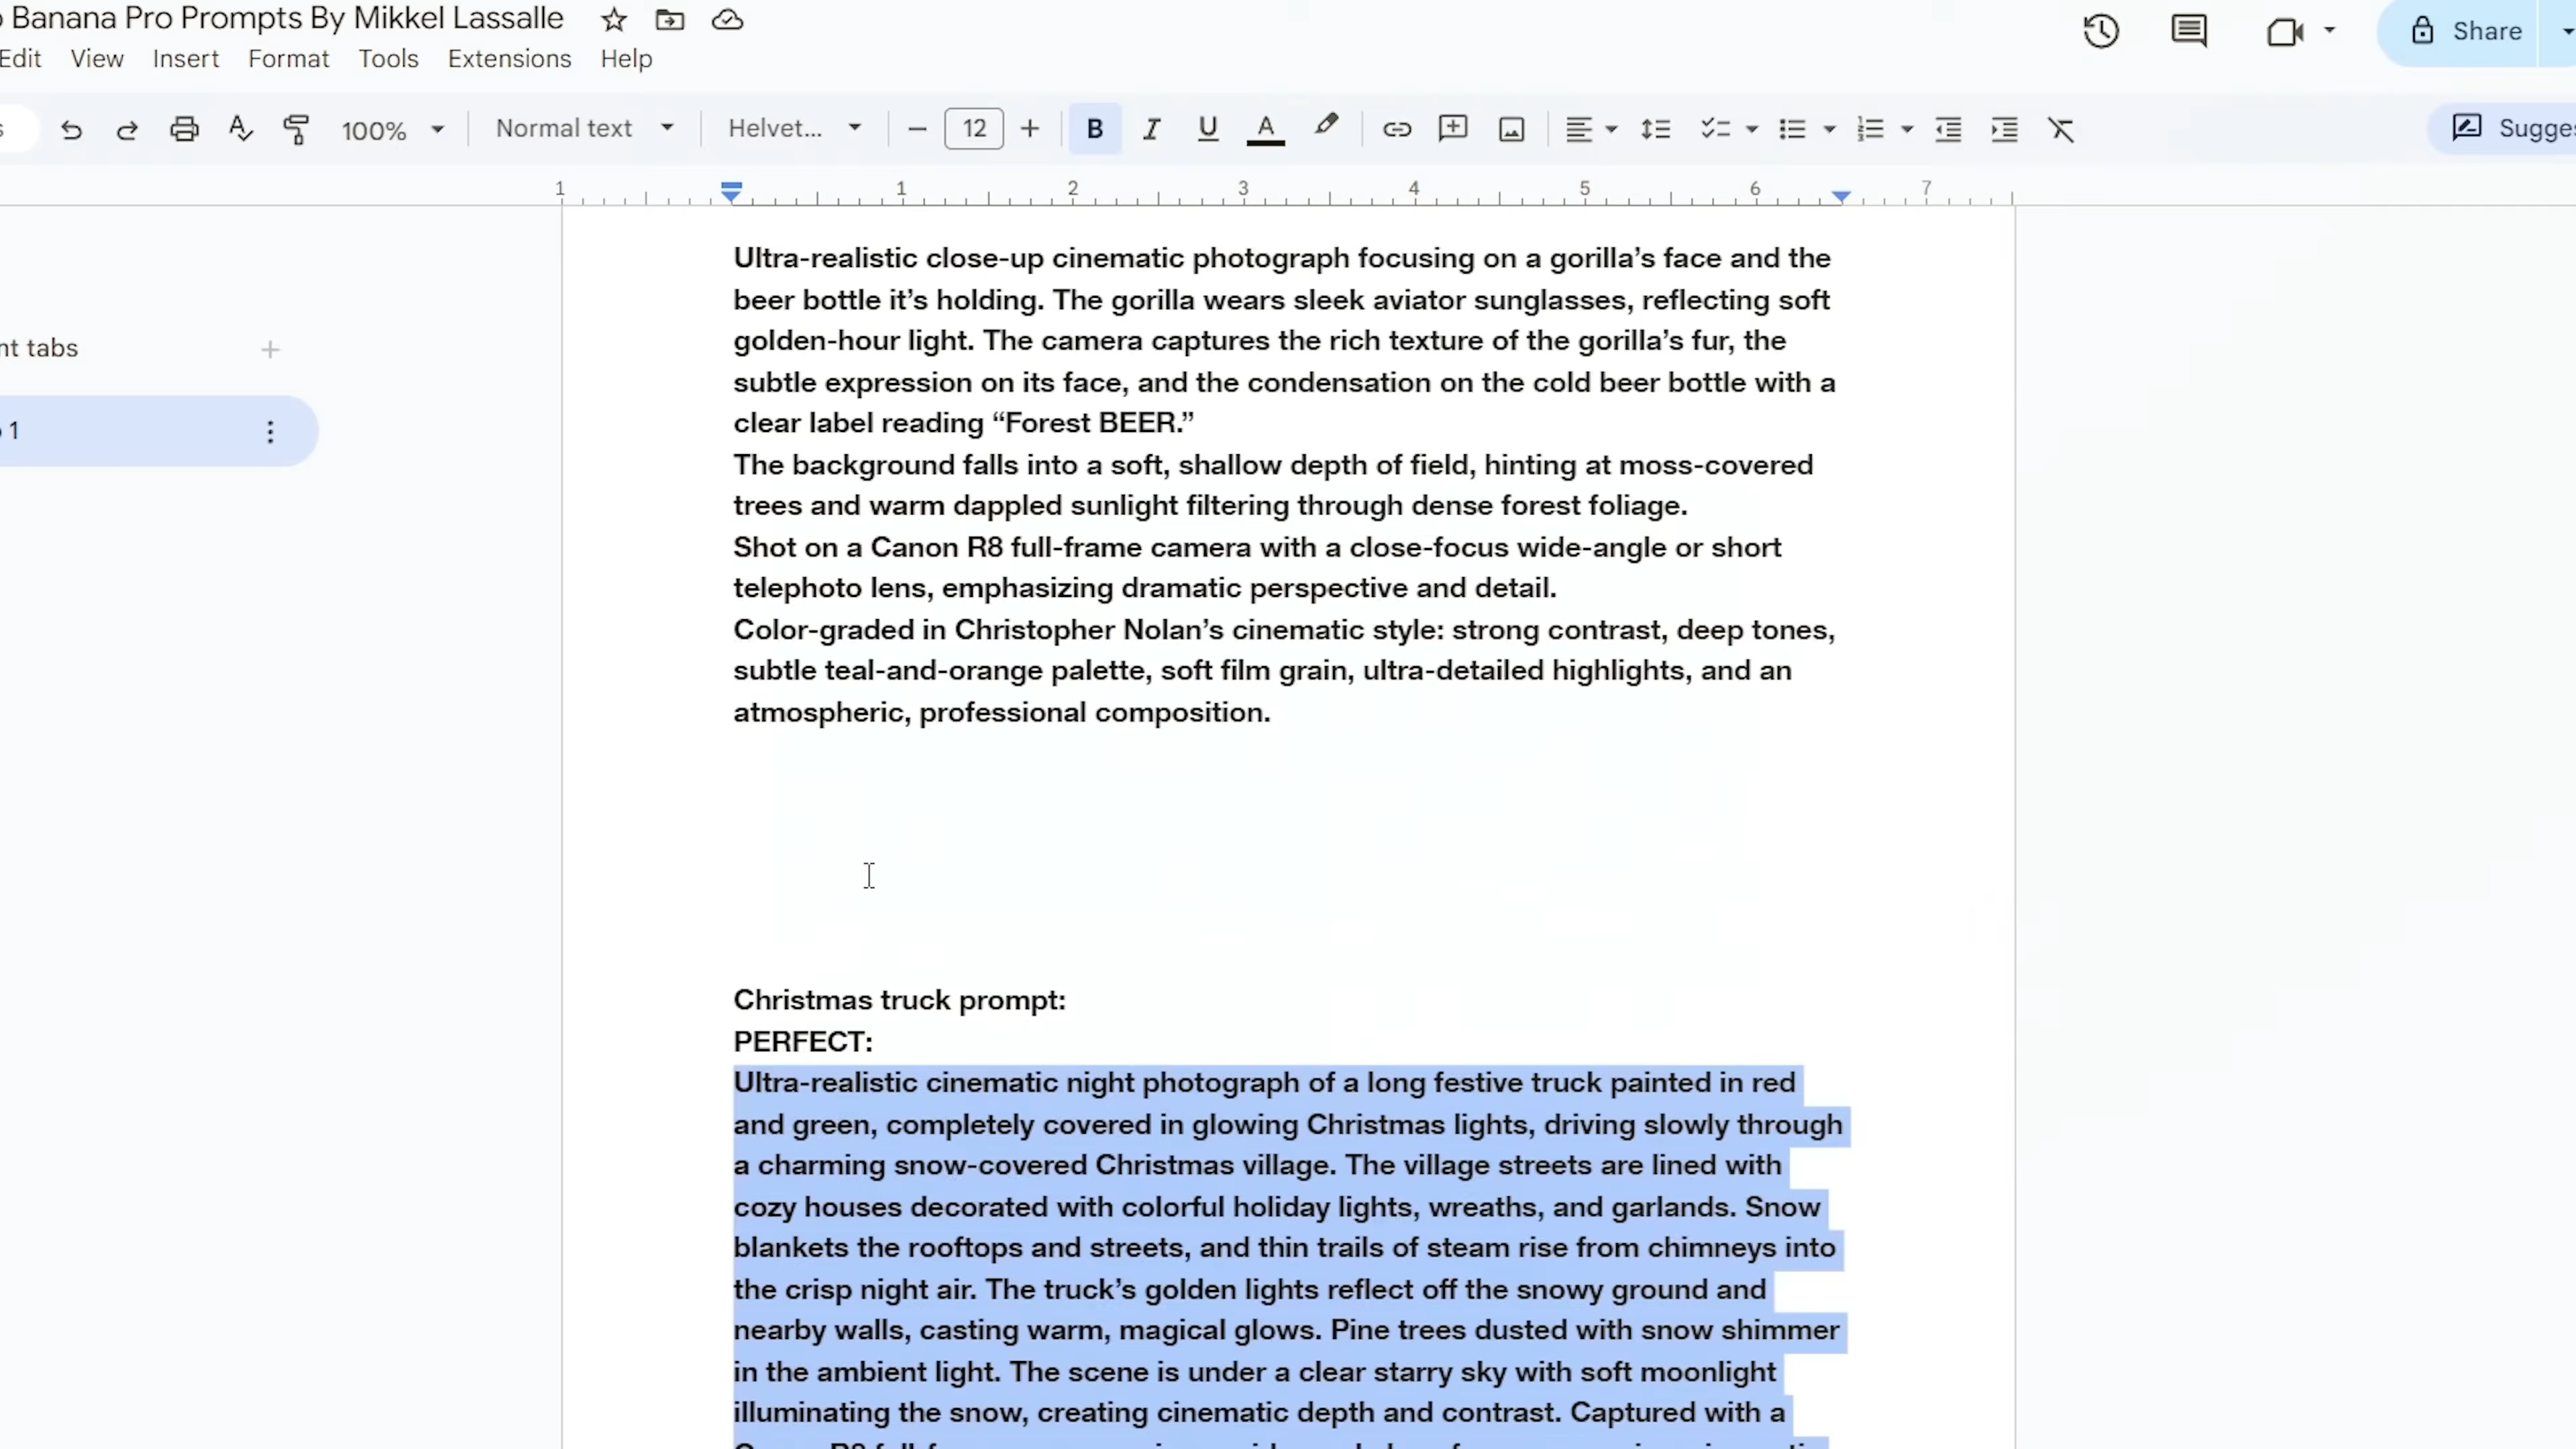 Banana Pro Prompts By Mikkel Lassalle
Edit View Insert Format Tools Extensions Help
Share
100% Normal text Helvet... 12
1 1 2 3 4 5 6 7
Ultra-realistic close-up cinematic photograph focusing on a gorilla’s face and the
beer bottle it’s holding. The gorilla wears sleek aviator sunglasses, reflecting soft
golden-hour light. The camera captures the rich texture of the gorilla’s fur, the
subtle expression on its face, and the condensation on the cold beer bottle with a
clear label reading “Forest BEER.”
The background falls into a soft, shallow depth of field, hinting at moss-covered
trees and warm dappled sunlight filtering through dense forest foliage.
Shot on a Canon R8 full-frame camera with a close-focus wide-angle or short
telephoto lens, emphasizing dramatic perspective and detail.
Color-graded in Christopher Nolan’s cinematic style: strong contrast, deep tones,
subtle teal-and-orange palette, soft film grain, ultra-detailed highlights, and an
atmospheric, professional composition.
tabs
1
Christmas truck prompt:
PERFECT:
Ultra-realistic cinematic night photograph of a long festive truck painted in red
and green, completely covered in glowing Christmas lights, driving slowly through
a charming snow-covered Christmas village. The village streets are lined with
cozy houses decorated with colorful holiday lights, wreaths, and garlands. Snow
blankets the rooftops and streets, and thin trails of steam rise from chimneys into
the crisp night air. The truck’s golden lights reflect off the snowy ground and
nearby walls, casting warm, magical glows. Pine trees dusted with snow shimmer
in the ambient light. The scene is under a clear starry sky with soft moonlight
illuminating the snow, creating cinematic depth and contrast. Captured with a